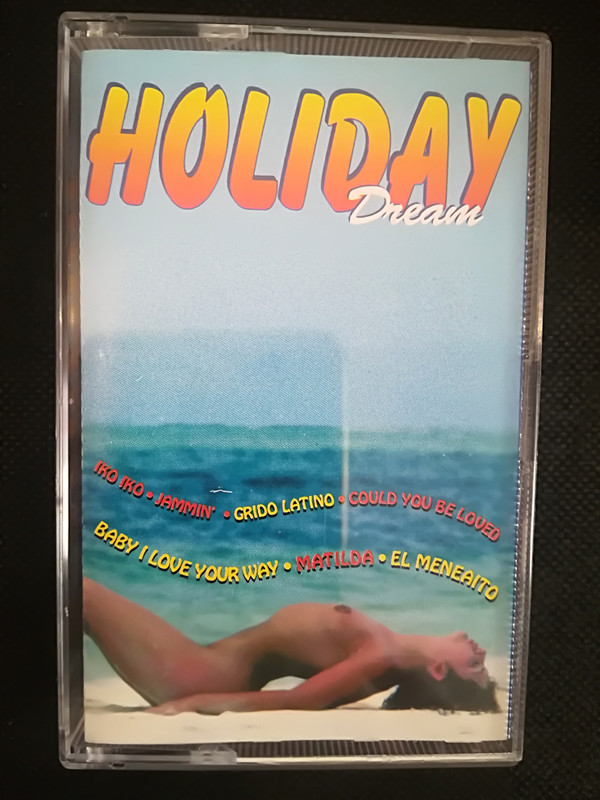 HOLIDAY
Dream
IKO IKO • JAMMIN' • GRIDO LATINO • COULD YOU BE LOVED
BABY I LOVE YOUR WAY • MATILDA • EL MENEAITO